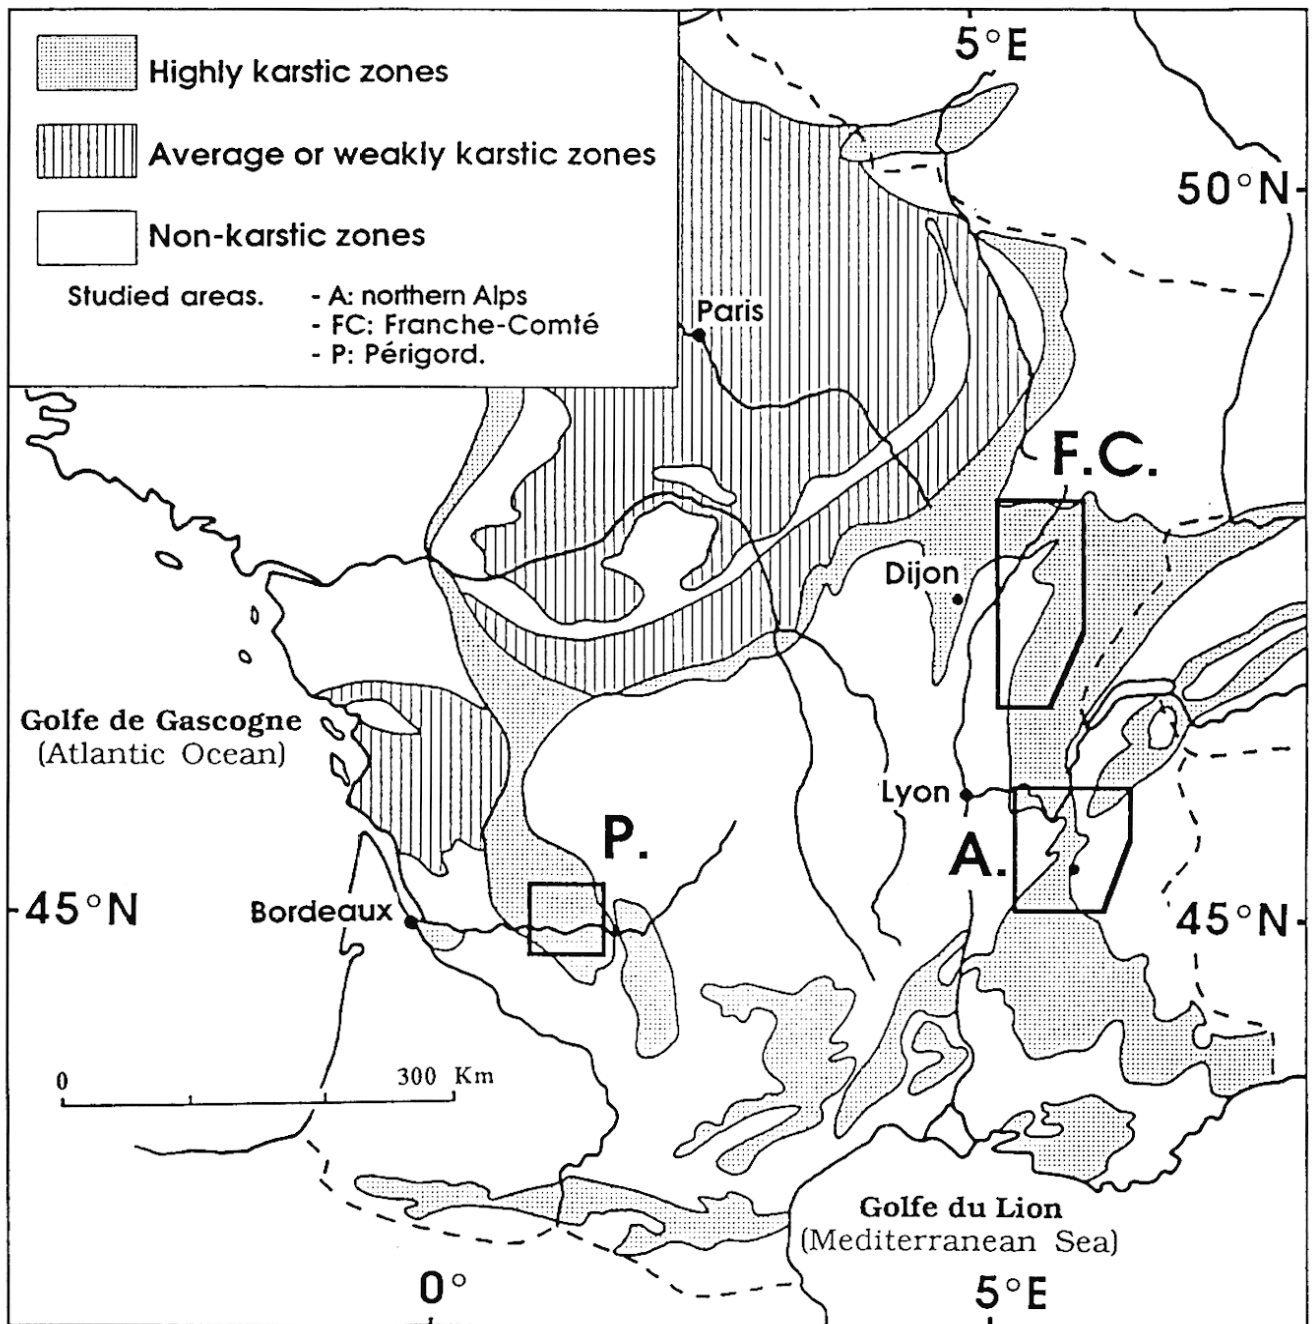 Highly karstic zones
Average or weakly karstic zones
Non-karstic zones
Studied areas.
- A: northern Alps
- FC: Franche-Comté
- P: Périgord.
5°E
50°N
Paris
F.C.
Dijon
Golfe de Gascogne
(Atlantic Ocean)
Lyon
P.
A.
45°N
Bordeaux
45°N
0
300 Km
Golfe du Lion
(Mediterranean Sea)
0°
5°E